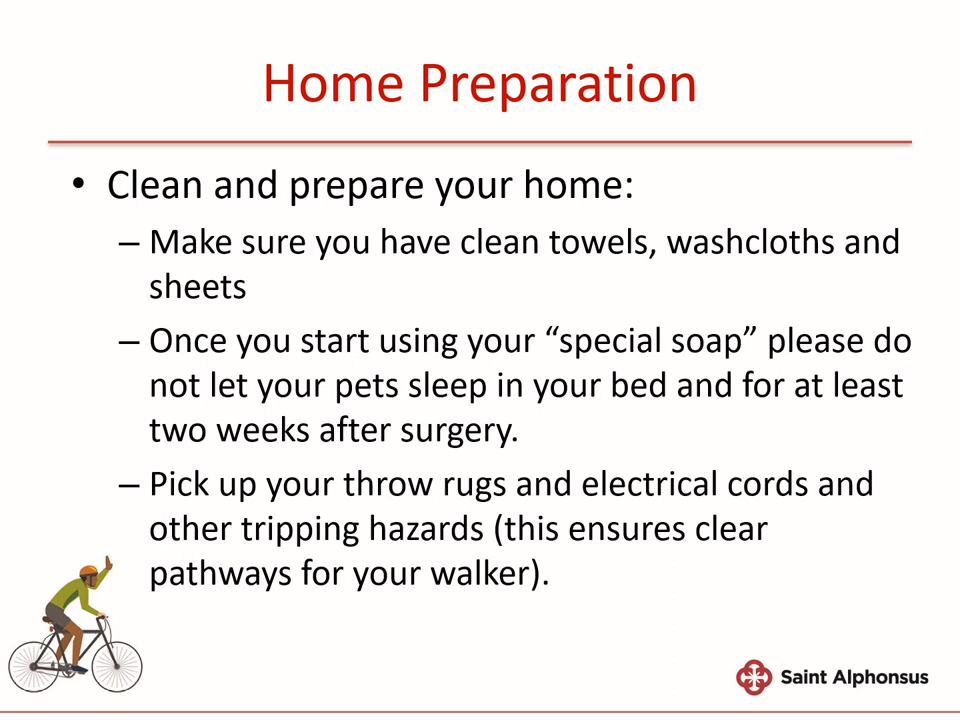 Home Preparation
• Clean and prepare your home:
– Make sure you have clean towels, washcloths and
sheets
– Once you start using your “special soap” please do
not let your pets sleep in your bed and for at least
two weeks after surgery.
– Pick up your throw rugs and electrical cords and
other tripping hazards (this ensures clear
pathways for your walker).
Saint Alphonsus